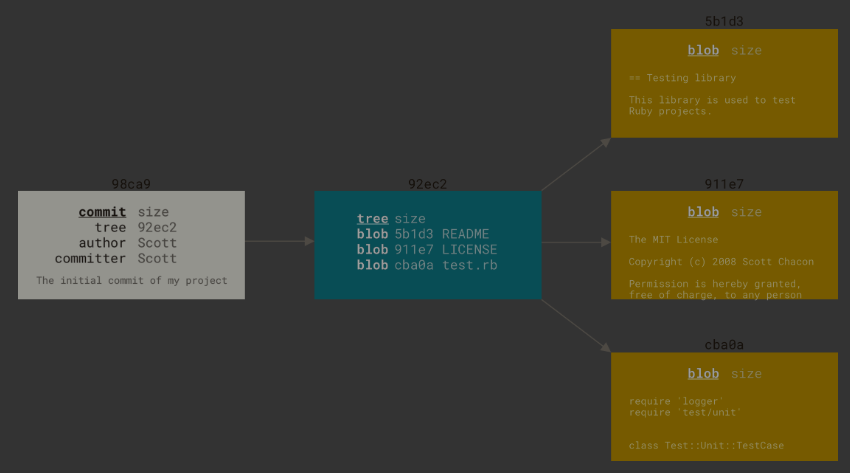 98ca9
commit size
tree 92ec2
author Scott
committer Scott
The initial commit of my project
92ec2
tree size
blob 5b1d3 README
blob 911e7 LICENSE
blob cba0a test.rb
5b1d3
blob size
== Testing library
This library is used to test
Ruby projects.
911e7
blob size
The MIT License
Copyright (c) 2008 Scott Chacon
Permission is hereby granted,
free of charge, to any person
cba0a
blob size
require `logger`
require `test/unit`
class Test::Unit::TestCase